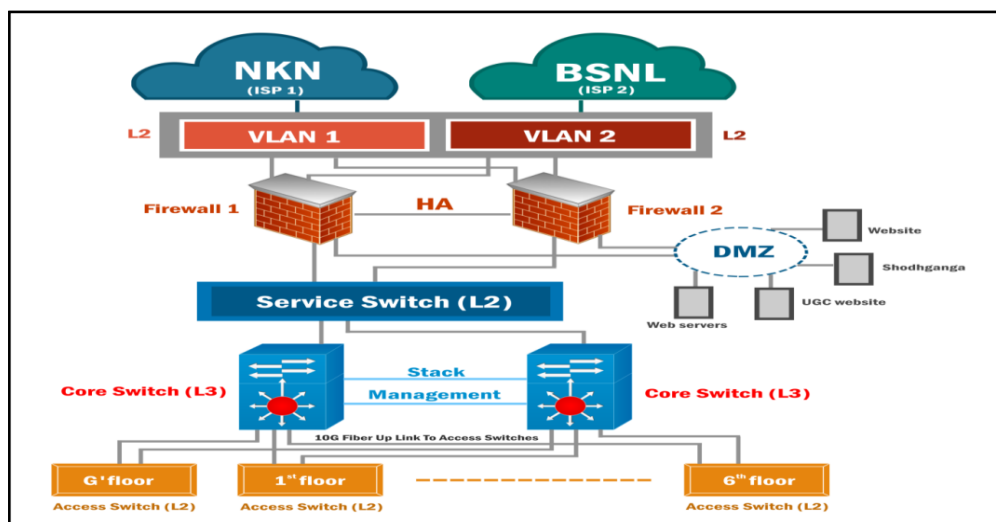 NKN
(ISP 1)
BSNL
(ISP 2)
L2
VLAN 1
VLAN 2
L2
Firewall 1
HA
Firewall 2
DMZ
Website
Shodhganga
UGC website
Web servers
Service Switch (L2)
Core Switch (L3)
Stack
Management
Core Switch (L3)
10G Fiber Up Link To Access Switches
G' floor
1st floor
6th floor
Access Switch (L2)
Access Switch (L2)
Access Switch (L2)